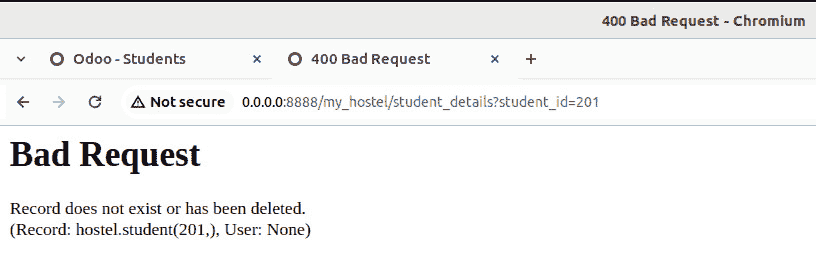 400 Bad Request - Chromium
Odoo - Students
400 Bad Request
Not secure 0.0.0.0:8888/my_hostel/student_details?student_id=201
Bad Request
Record does not exist or has been deleted.
(Record: hostel.student(201,), User: None)